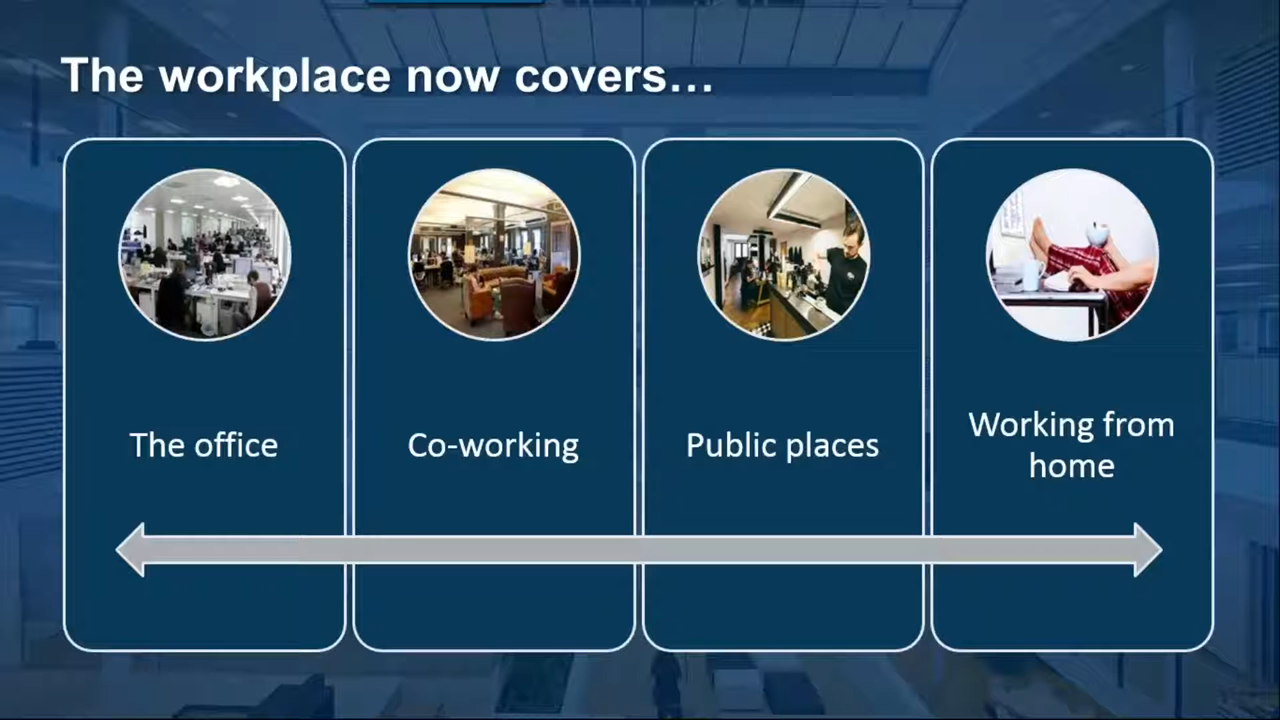 The workplace now covers...
The office
Co-working
Public places
Working from
home